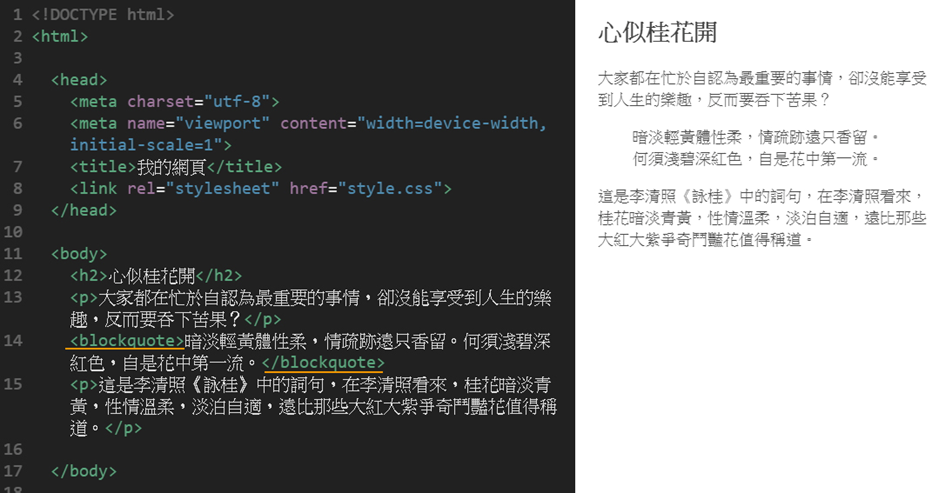 1 <!DOCTYPE html>
2 <html>
3
4 <head>
5 <meta charset="utf-8">
6 <meta name="viewport" content="width=device-width,
initial-scale=1">
7 <title>我的網頁</title>
8 <link rel="stylesheet" href="style.css">
9 </head>
10
11 <body>
12 <h2>心似桂花開</h2>
13 <p>大家都在忙於自認為最重要的事情，卻沒能享受到人生的樂
趣，反而要吞下苦果？</p>
14 <blockquote>暗淡輕黃體性柔，情疏跡遠只香留。何須淺碧深
紅色，自是花中第一流。</blockquote>
15 <p>這是李清照《詠桂》中的詞句，在李清照看來，桂花暗淡青
黃，性情溫柔，淡泊自適，遠比那些大紅大紫爭奇鬥豔花值得稱
道。</p>
16
17 </body>
18
心似桂花開
大家都在忙於自認為最重要的事情，卻沒能享受
到人生的樂趣，反而要吞下苦果？
暗淡輕黃體性柔，情疏跡遠只香留。
何須淺碧深紅色，自是花中第一流。
這是李清照《詠桂》中的詞句，在李清照看來，
桂花暗淡青黃，性情溫柔，淡泊自適，遠比那些
大紅大紫爭奇鬥豔花值得稱道。